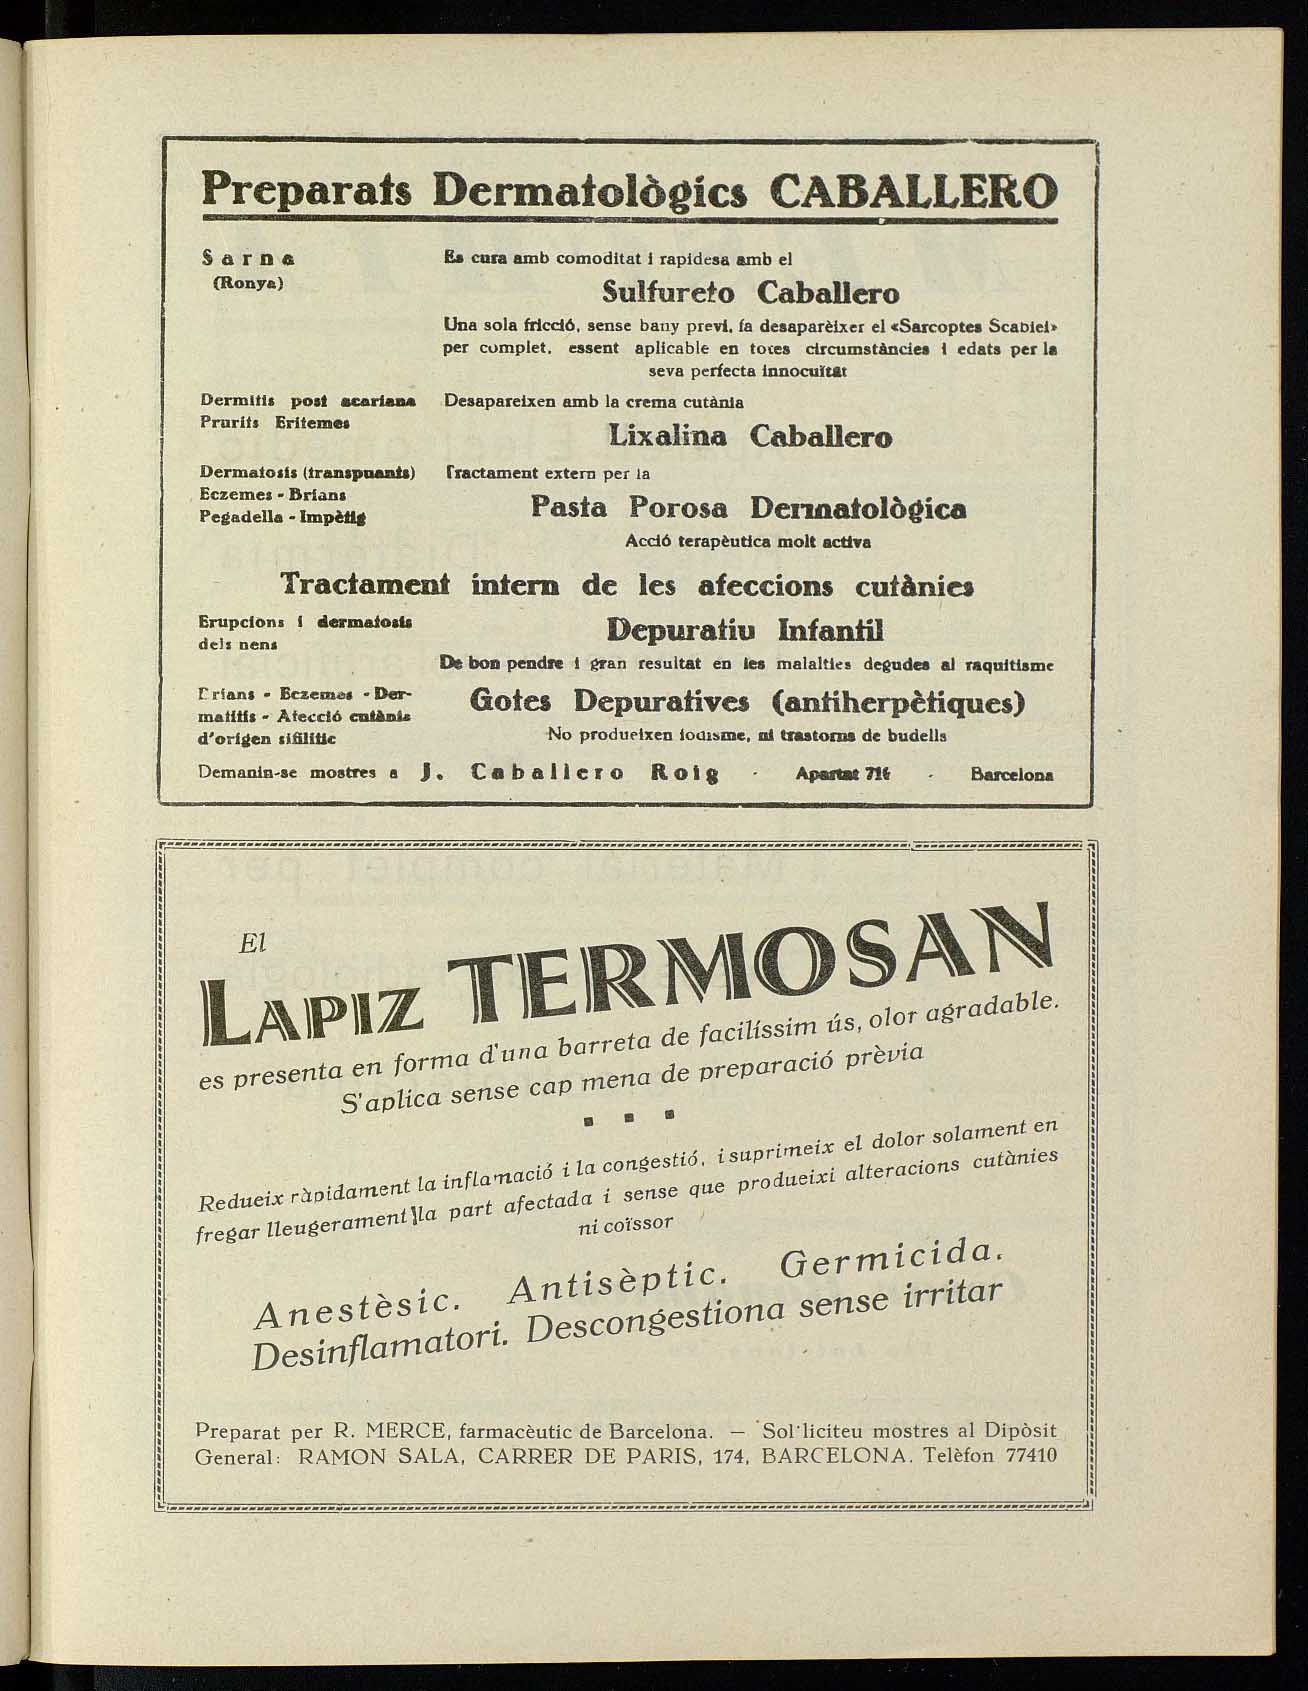 Preparats Dermatològics CABALLERO
Sarna
(Ronya)
Es cura amb comoditat i rapidesa amb el
Sulfureto Caballero
Una sola fricció, sense bany previ, fa desaparèixer el «Sarcoptes Scabiei»
per complet, essent aplicable en totes circumstàncies i edats per la
seva perfecta innocuïtat
Dermitis post acariana
Prurits Eritemes
Desapareixen amb la crema cutània
Lixalina Caballero
Dermatosis (transpuants)
Eczemes - Brians
Pegadella - Impètig
Tractament extern per la
Pasta Porosa Dermatològica
Acció terapèutica molt activa
Tractament intern de les afeccions cutànies
Erupcions i dermatosis
dels nens
Depuratiu Infantil
De bon pendre i gran resultat en les malalties degudes al raquitisme
Brians - Eczemes - Der-
matitis - Afecció cutànis
d'origen sifilític
Gotes Depuratives (antiherpètiques)
No produeixen iodisme, ni trastorns de budells
Demanin-se mostres a J. Caballero Roig - Apartat 716 - Barcelona
El
LAPIZ TERMOSAN
es presenta en forma d'una barreta de facilíssim ús, olor agradable.
S'aplica sense cap mena de preparació prèvia
Redueix ràpidament la inflamació i la congestió, i suprimeix el dolor solament en
fregar lleugerament la part afectada i sense que produeixi alteracions cutànies
ni coïssor
Anestèsic. Antisèptic. Germicida.
Desinflamatori. Descongestiona sense irritar
Preparat per R. MERCE, farmacèutic de Barcelona. — Sol·liciteu mostres al Dipòsit
General: RAMON SALA, CARRER DE PARIS, 174, BARCELONA. Telèfon 77410